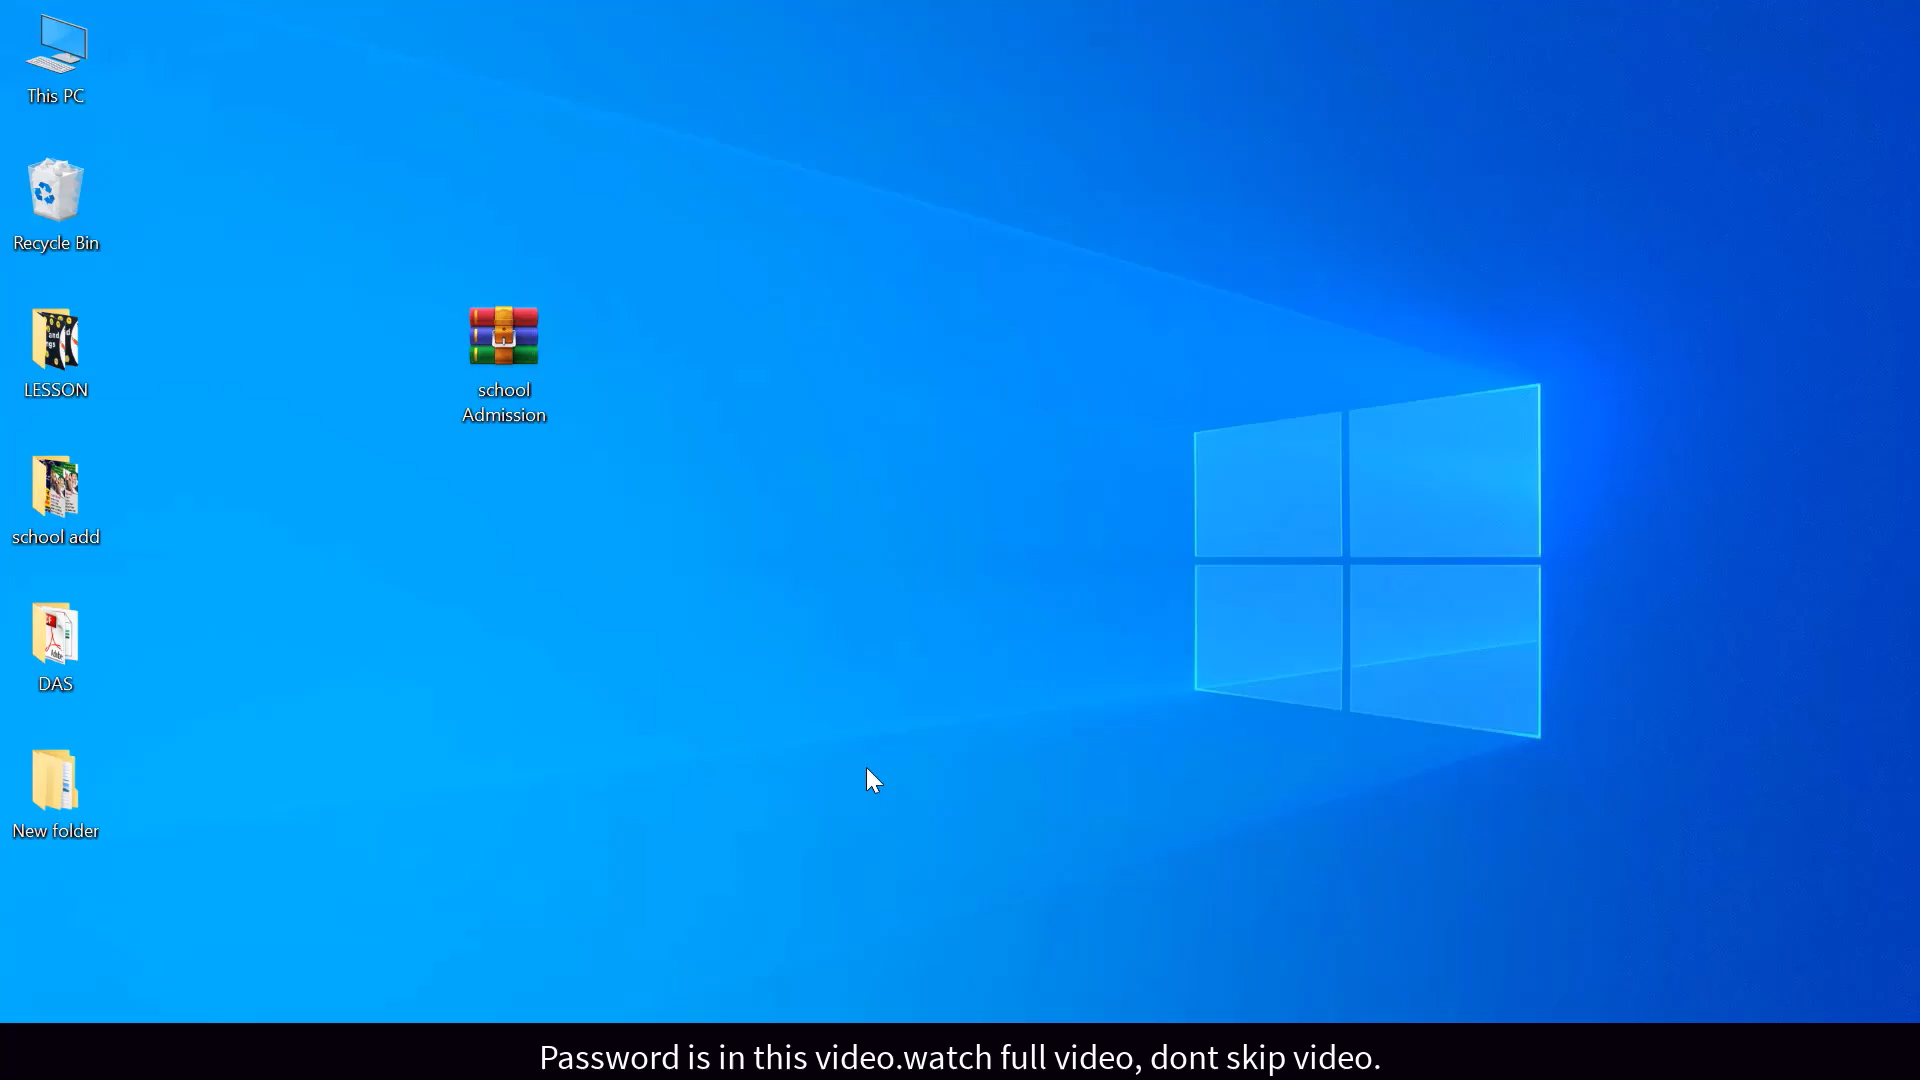 This PC
Recycle Bin
LESSON
school
Admission
school add
DAS
New folder
Password is in this video.watch full video, dont skip video.